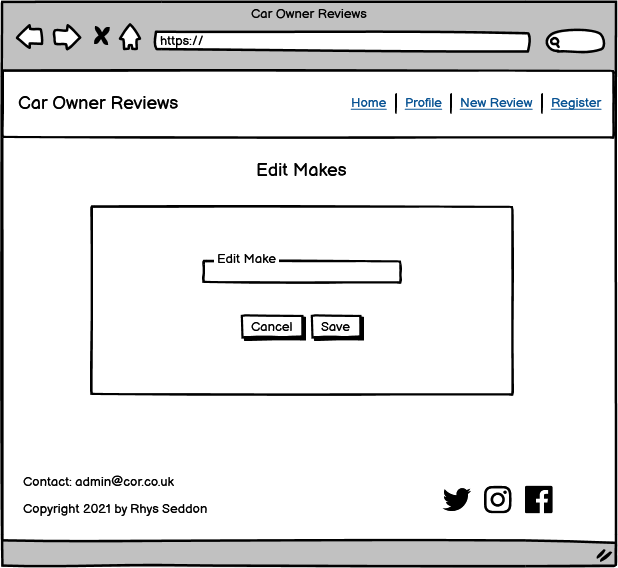 Car Owner Reviews
https://
Car Owner Reviews
Home | Profile | New Review | Register
Edit Makes
Edit Make
Cancel Save
Contact: admin@cor.co.uk
Copyright 2021 by Rhys Seddon